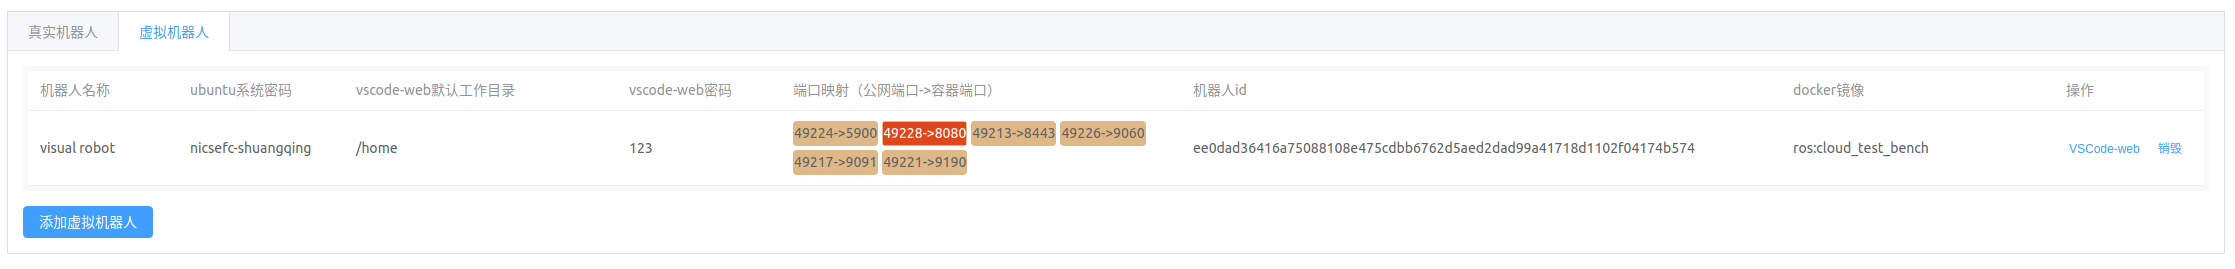 真实机器人 虚拟机器人
机器人名称 ubuntu系统密码 vscode-web默认工作目录 vscode-web密码 端口映射（公网端口->容器端口） 机器人id docker镜像 操作
49224->5900 49228->8080 49213->8443 49226->9060
visual robot nicsefc-shuangqing /home 123 ee0dad36416a75088108e475cdbb6762d5aed2dad99a41718d1102f04174b574 ros:cloud_test_bench VSCode-web 销毁
49217->9091 49221->9190
添加虚拟机器人